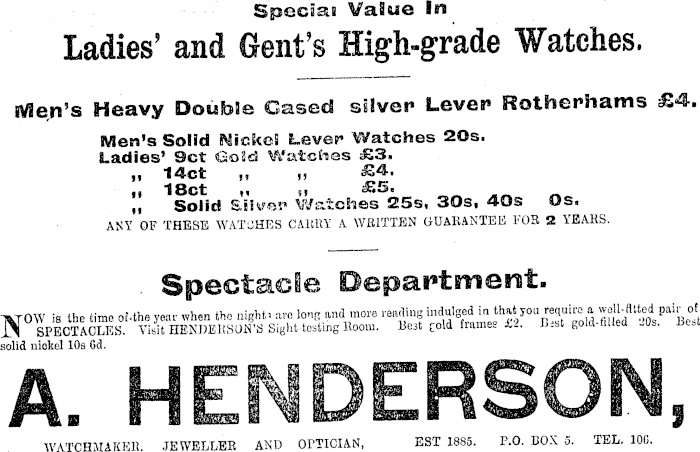 Special Value In
Ladies' and Gent's High-grade Watches.
Men's Heavy Double Cased silver Lever Rotherhams £4.
Men's Solid Nickel Lever Watches 20s.
Ladies' 9ct Gold Watches £3.
„ 14ct „ „ £4.
„ 18ct „ „ £5.
„ Solid Silver Watches 25s, 30s, 40s 0s.
ANY OF THESE WATCHES CARRY A WRITTEN GUARANTEE FOR 2 YEARS.
Spectacle Department.
NOW is the time of the year when the nights are long and more reading indulged in that you require a well-fitted pair of
SPECTACLES. Visit HENDERSON'S Sight testing Room. Best gold frames £2. Best gold-filled 20s. Best
solid nickel 10s 6d.
A. HENDERSON,
WATCHMAKER, JEWELLER AND OPTICIAN, EST 1885. P.O. BOX 5. TEL. 106.